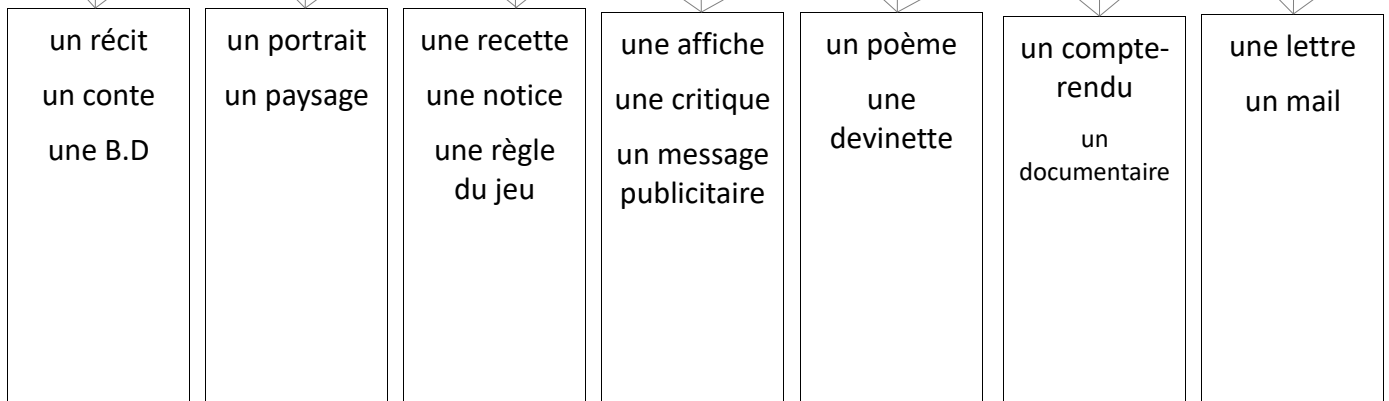 un récit
un conte
une B.D
un portrait
un paysage
une recette
une notice
une règle
du jeu
une affiche
une critique
un message
publicitaire
un poème
une
devinette
un compte-
rendu
un
documentaire
une lettre
un mail